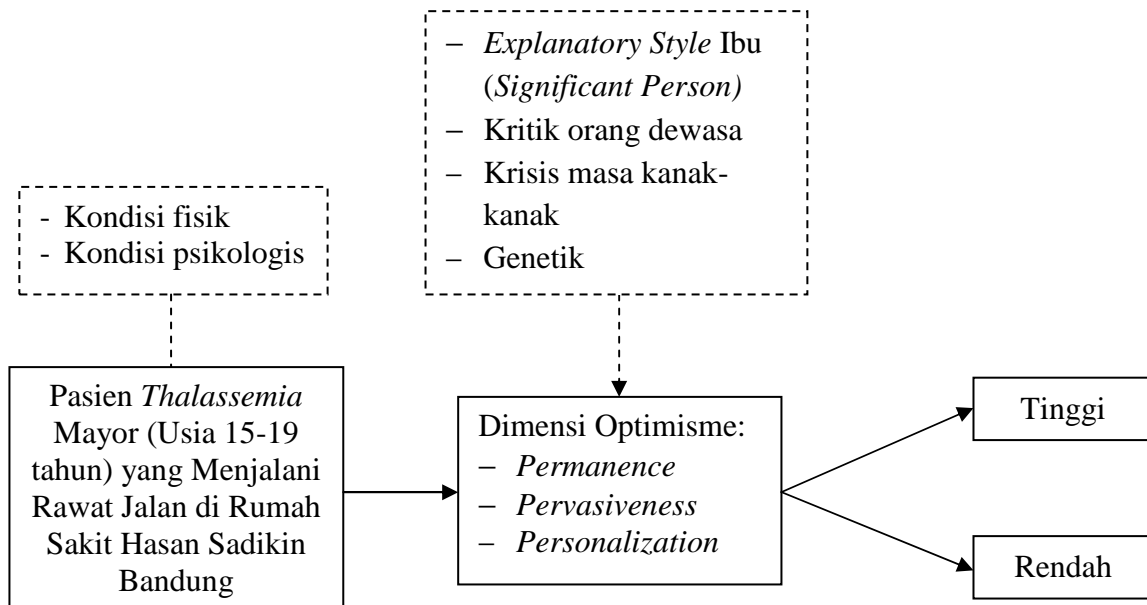 – Explanatory Style Ibu
(Significant Person)
– Kritik orang dewasa
– Krisis masa kanak-
kanak
– Genetik
- Kondisi fisik
- Kondisi psikologis
Pasien Thalassemia
Mayor (Usia 15-19
tahun) yang Menjalani
Rawat Jalan di Rumah
Sakit Hasan Sadikin
Bandung
Dimensi Optimisme:
– Permanence
– Pervasiveness
– Personalization
Tinggi
Rendah